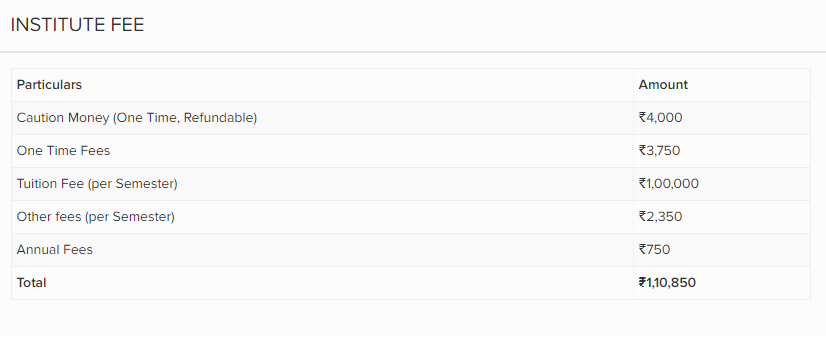 INSTITUTE FEE
Particulars Amount
Caution Money (One Time, Refundable) ₹4,000
One Time Fees ₹3,750
Tuition Fee (per Semester) ₹1,00,000
Other fees (per Semester) ₹2,350
Annual Fees ₹750
Total ₹1,10,850